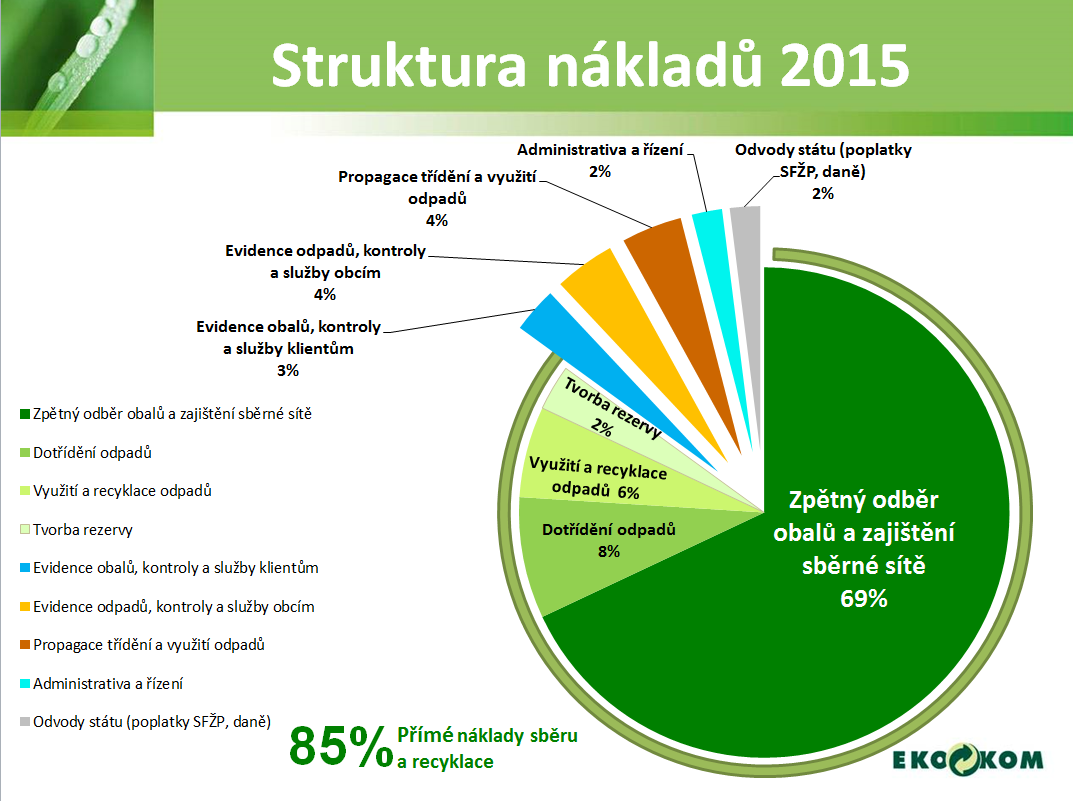 Struktura nákladů 2015
Administrativa a řízení
2%
Odvody státu (poplatky
SFŽP, daně)
2%
Propagace třídění a využití
odpadů
4%
Evidence odpadů, kontroly
a služby obcím
4%
Evidence obalů, kontroly
a služby klientům
3%
Tvorba rezervy
2%
Využití a recyklace
odpadů 6%
Dotřídění odpadů
8%
Zpětný odběr
obalů a zajištění
sběrné sítě
69%
Zpětný odběr obalů a zajištění sběrné sítě
Dotřídění odpadů
Využití a recyklace odpadů
Tvorba rezervy
Evidence obalů, kontroly a služby klientům
Evidence odpadů, kontroly a služby obcím
Propagace třídění a využití odpadů
Administrativa a řízení
Odvody státu (poplatky SFŽP, daně)
85% Přímé náklady sběru
a recyklace
EKO KOM